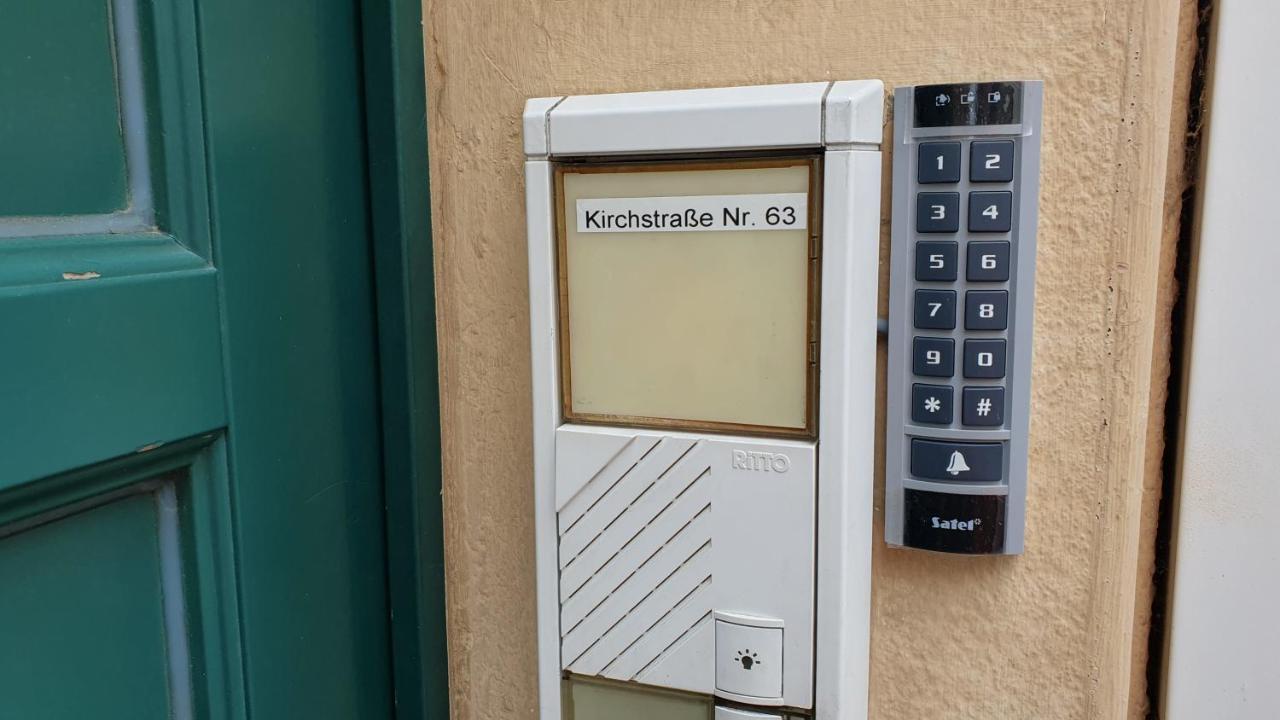 Kirchstraße Nr. 63
RITTO
1 2
3 4
5 6
7 8
9 0
* #
Satel